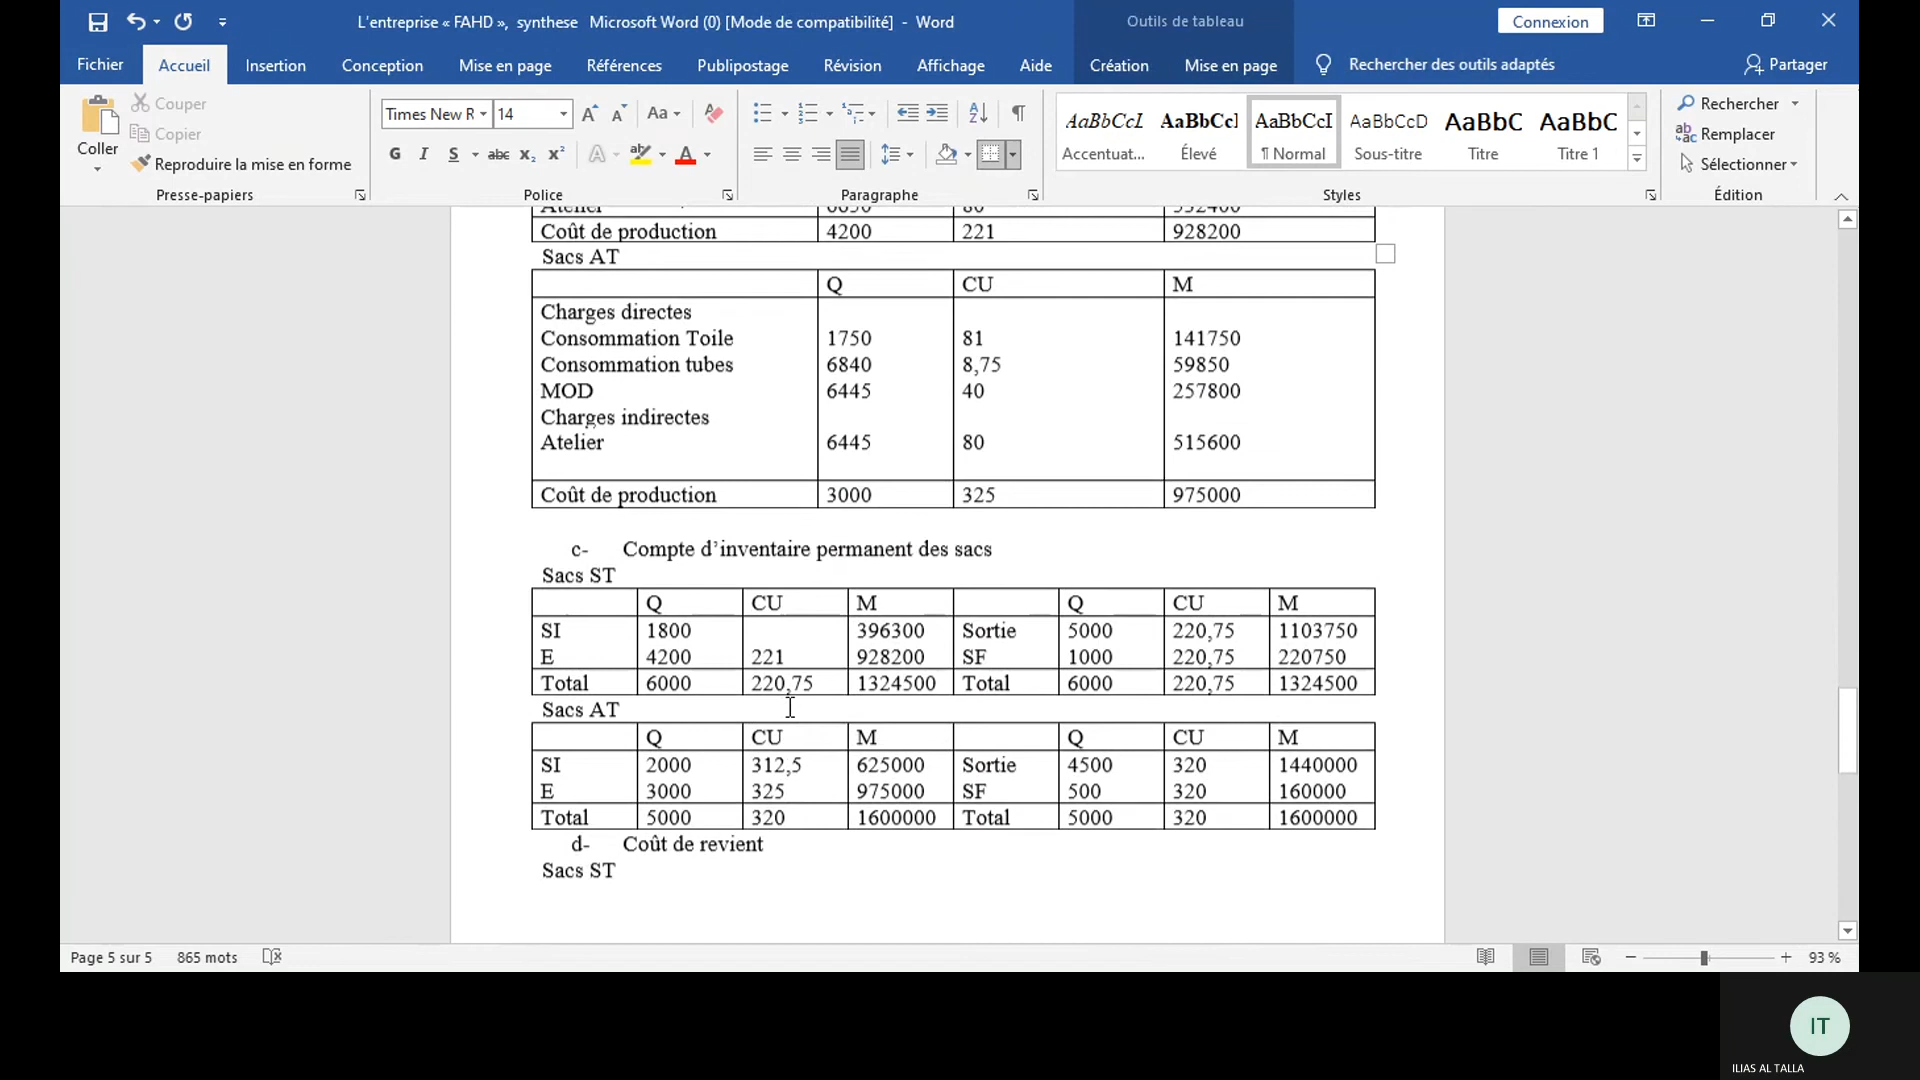 L'entreprise « FAHD », synthese Microsoft Word (0) [Mode de compatibilité] - Word
Outils de tableau
Connexion
Fichier Accueil Insertion Conception Mise en page Références Publipostage Révision Affichage Aide Création Mise en page Rechercher des outils adaptés Partager
Coller
Couper
Copier
Reproduire la mise en forme
Presse-papiers
Times New R 14
Aa
G I S abc x₂ x²
Police
Paragraphe
AaBbCcI AaBbCcI AaBbCcI AaBbCcD AaBbC AaBbC
Accentuat... Élevé ¶ Normal Sous-titre Titre Titre 1
Styles
Rechercher
Remplacer
Sélectionner
Édition
Atelier 80
Coût de production 4200 221 928200
Sacs AT
Q CU M
Charges directes
Consommation Toile 1750 81 141750
Consommation tubes 6840 8,75 59850
MOD 6445 40 257800
Charges indirectes
Atelier 6445 80 515600
Coût de production 3000 325 975000
c- Compte d’inventaire permanent des sacs
Sacs ST
Q CU M Q CU M
SI 1800 396300 Sortie 5000 220,75 1103750
E 4200 221 928200 SF 1000 220,75 220750
Total 6000 220,75 1324500 Total 6000 220,75 1324500
Sacs AT
Q CU M Q CU M
SI 2000 312,5 625000 Sortie 4500 320 1440000
E 3000 325 975000 SF 500 320 160000
Total 5000 320 1600000 Total 5000 320 1600000
d- Coût de revient
Sacs ST
Page 5 sur 5 865 mots 93 %
IT
ILIAS AL TALLA